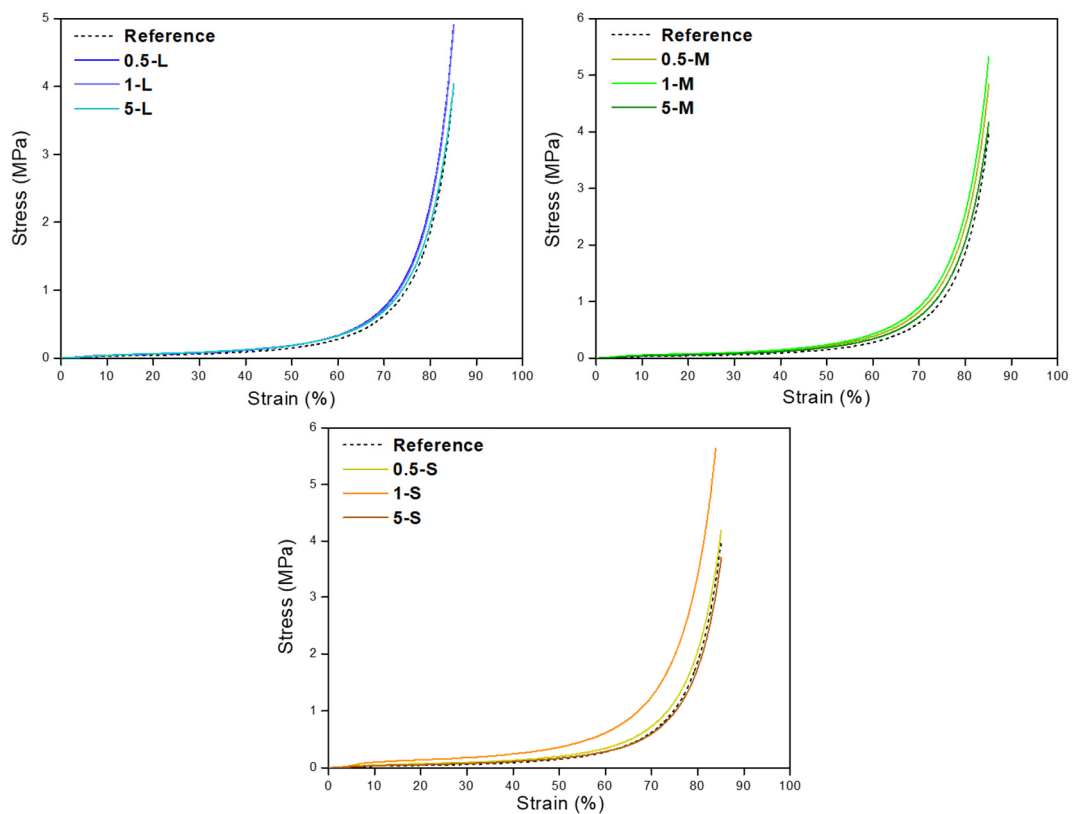 Reference
0.5-L
1-L
5-L
Stress (MPa)
5
4
3
2
1
0
0 10 20 30 40 50 60 70 80 90 100
Strain (%)
Reference
0.5-M
1-M
5-M
Stress (MPa)
6
5
4
3
2
1
0
0 10 20 30 40 50 60 70 80 90 100
Strain (%)
Reference
0.5-S
1-S
5-S
Stress (MPa)
6
5
4
3
2
1
0
0 10 20 30 40 50 60 70 80 90 100
Strain (%)